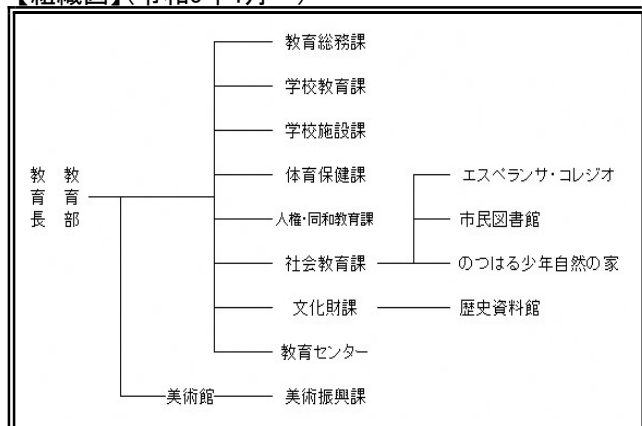 教育総務課
学校教育課
学校施設課
体育保健課
エスペランサ・コレジオ
教育長
教育部
人権・同和教育課
市民図書館
社会教育課
のつはる少年自然の家
文化財課
歴史資料館
教育センター
美術館
美術振興課